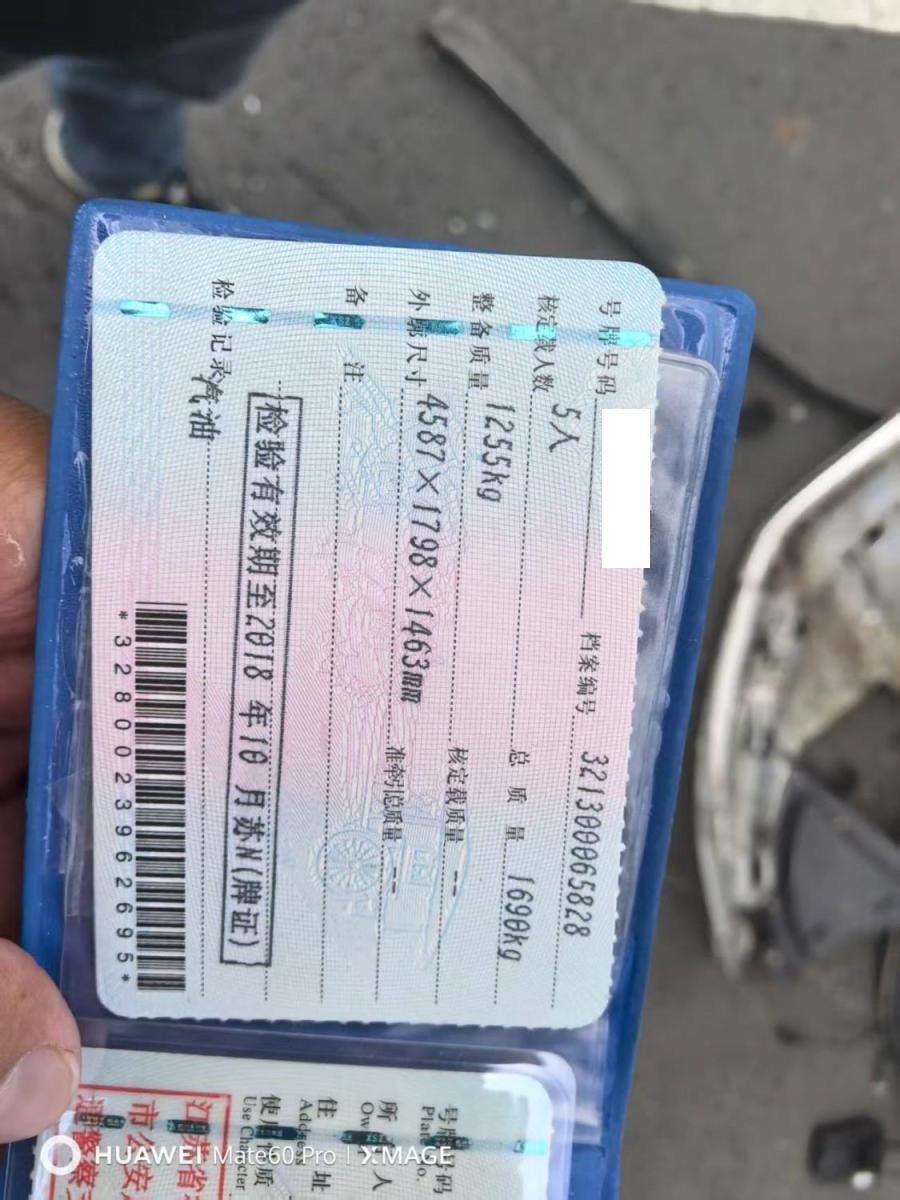 号牌号码 档案编号 321300065828
核定载人数 5人 总质量 1690kg
整备质量 1255kg 核定载质量 --
外廓尺寸 4587×1798×1463mm 准牵引总质量 --
备注
检验有效期至2018年10月苏N(牌证)
检验记录
汽油
*3280023962695*
号牌号码
Plate No.
所有人
Owner
住址
Address
使用性质
Use Character
江苏省
市公安
HUAWEI Mate60 Pro | XMAGE